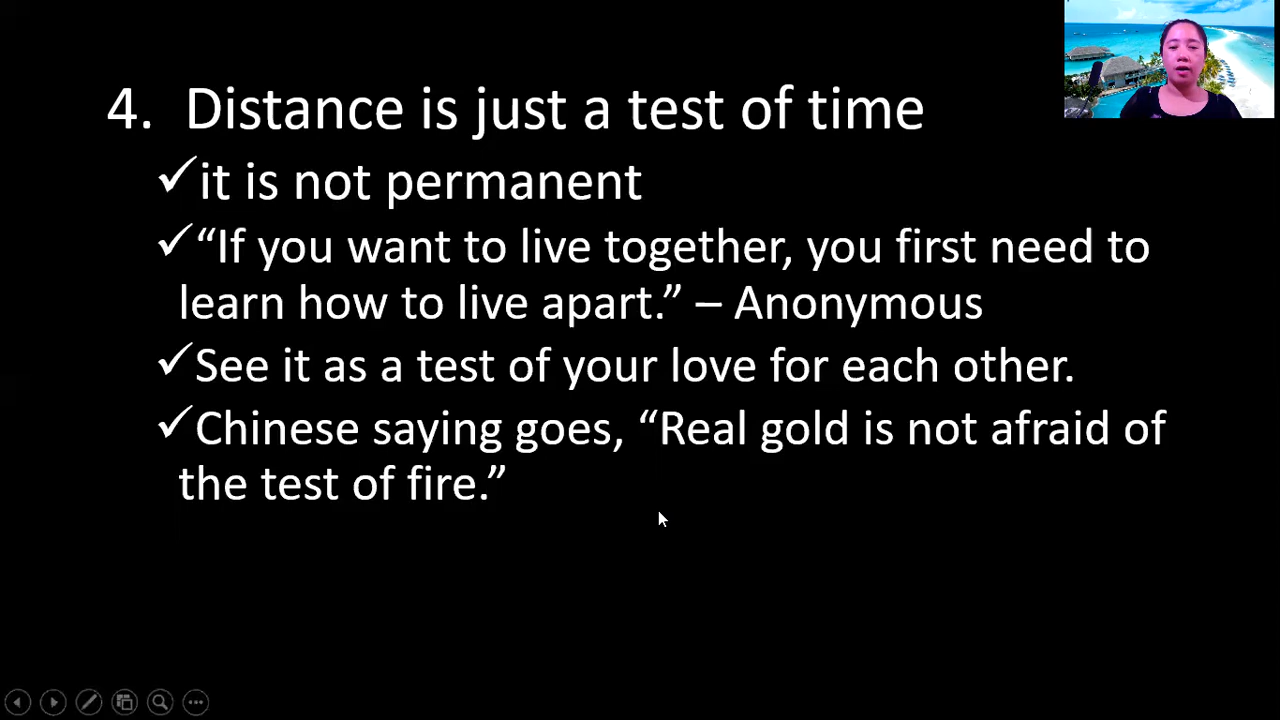 4. Distance is just a test of time
✓it is not permanent
✓“If you want to live together, you first need to
learn how to live apart.” – Anonymous
✓See it as a test of your love for each other.
✓Chinese saying goes, “Real gold is not afraid of
the test of fire.”